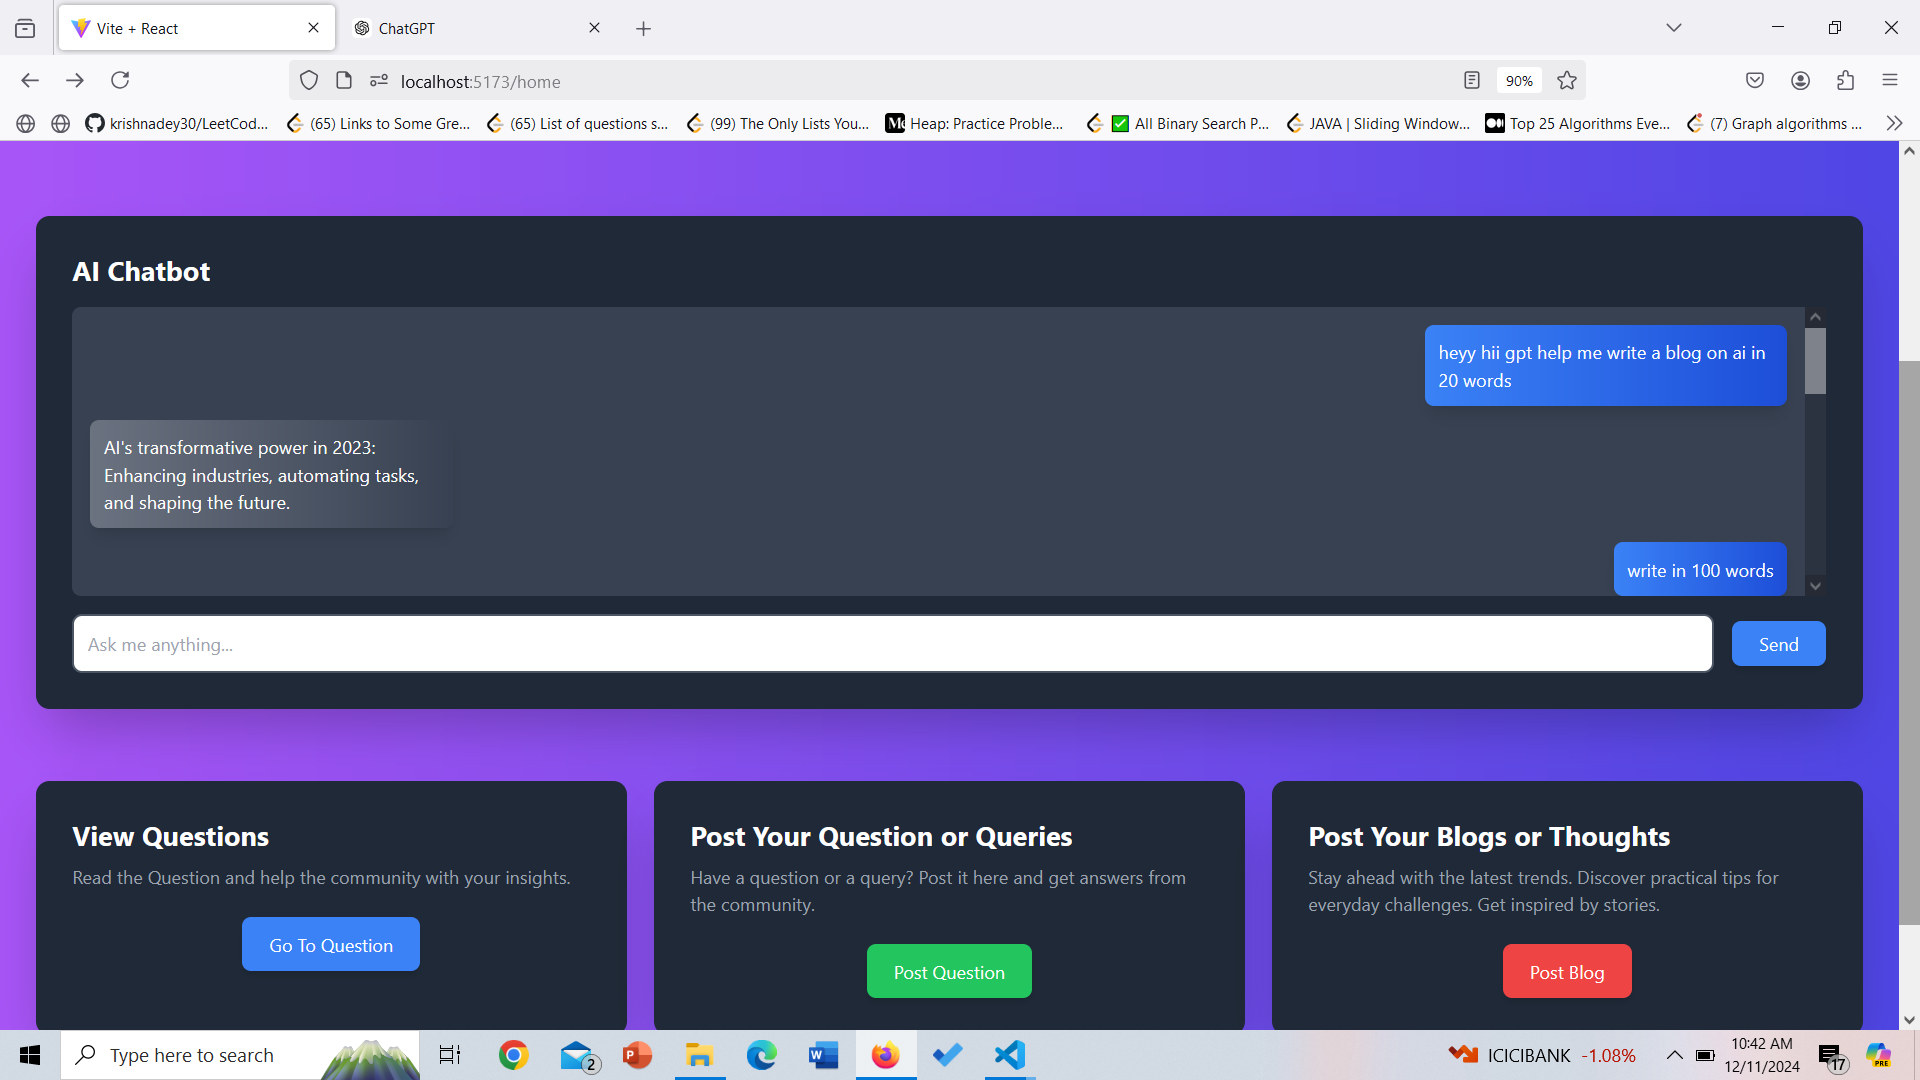 Vite + React
ChatGPT
localhost:5173/home
90%
krishnadey30/LeetCod...
(65) Links to Some Gre...
(65) List of questions s...
(99) The Only Lists You...
Heap: Practice Proble...
All Binary Search P...
JAVA | Sliding Window...
Top 25 Algorithms Eve...
(7) Graph algorithms ...
AI Chatbot
heyy hii gpt help me write a blog on ai in
20 words
AI's transformative power in 2023:
Enhancing industries, automating tasks,
and shaping the future.
write in 100 words
Ask me anything...
Send
View Questions
Read the Question and help the community with your insights.
Go To Question
Post Your Question or Queries
Have a question or a query? Post it here and get answers from
the community.
Post Question
Post Your Blogs or Thoughts
Stay ahead with the latest trends. Discover practical tips for
everyday challenges. Get inspired by stories.
Post Blog
Type here to search
2
ICICIBANK -1.08%
10:42 AM
12/11/2024
17
PRE